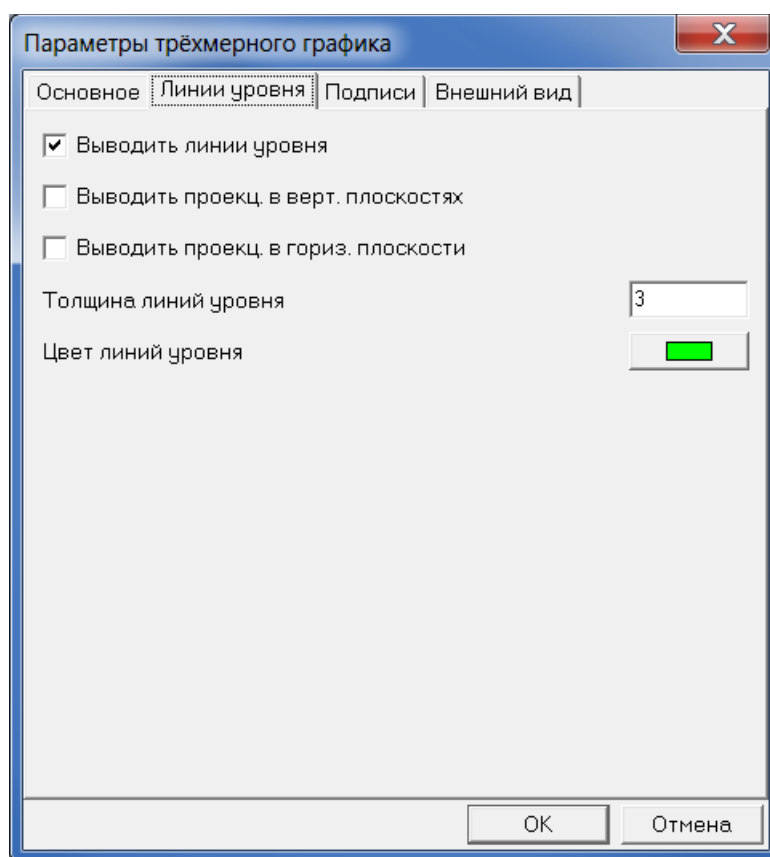 Параметры трёхмерного графика
Основное Линии уровня Подписи Внешний вид
Выводить линии уровня
Выводить проекц. в верт. плоскостях
Выводить проекц. в гориз. плоскости
Толщина линий уровня 3
Цвет линий уровня
OK Отмена